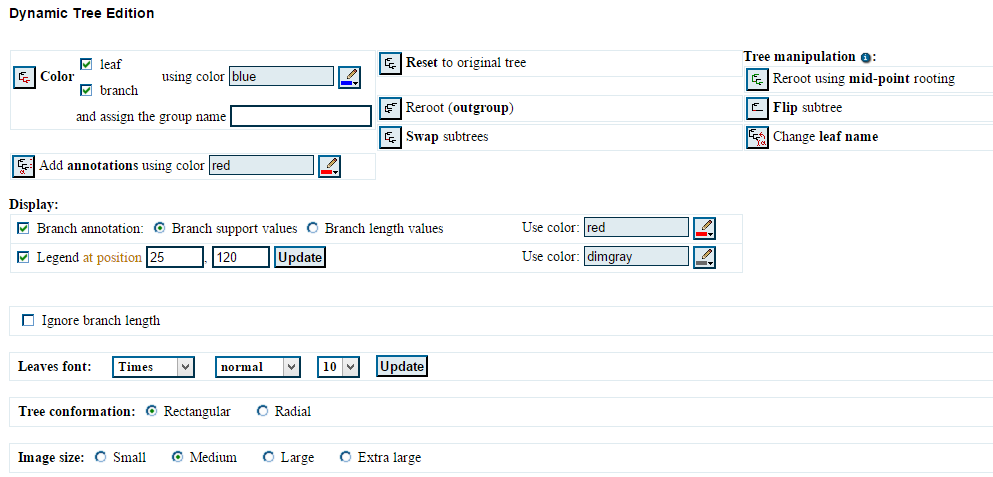 Dynamic Tree Edition
Color leaf using color blue
branch
and assign the group name
Add annotations using color red
Reset to original tree
Reroot (outgroup)
Swap subtrees
Tree manipulation i:
Reroot using mid-point rooting
Flip subtree
Change leaf name
Display:
Branch annotation: Branch support values Branch length values Use color: red
Legend at position 25 , 120 Update Use color: dimgray
Ignore branch length
Leaves font: Times normal 10 Update
Tree conformation: Rectangular Radial
Image size: Small Medium Large Extra large